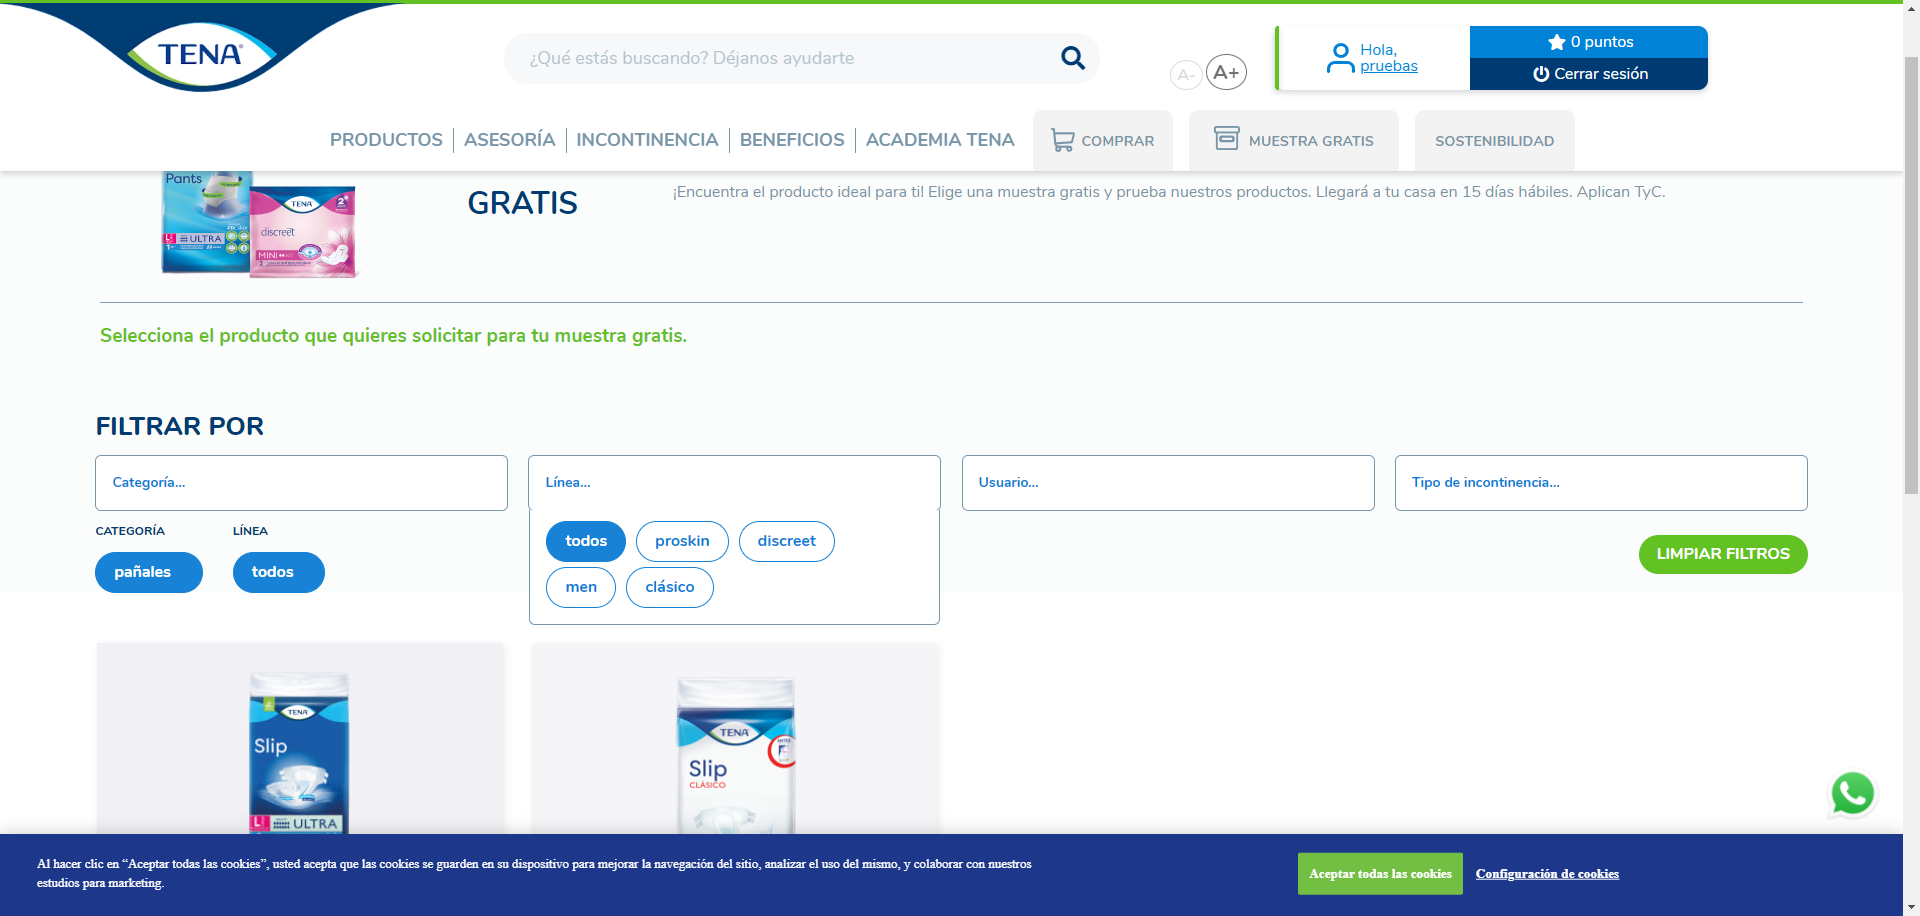 TENA
¿Qué estás buscando? Déjanos ayudarte
A-
A+
Hola,
pruebas
0 puntos
Cerrar sesión
PRODUCTOS
ASESORÍA
INCONTINENCIA
BENEFICIOS
ACADEMIA TENA
COMPRAR
MUESTRA GRATIS
SOSTENIBILIDAD
Pants
L
ULTRA
TENA
2
discreet
MINI
GRATIS
¡Encuentra el producto ideal para ti! Elige una muestra gratis y prueba nuestros productos. Llegará a tu casa en 15 días hábiles. Aplican TyC.
Selecciona el producto que quieres solicitar para tu muestra gratis.
FILTRAR POR
Categoría...
Línea...
Usuario...
Tipo de incontinencia...
CATEGORÍA
LÍNEA
pañales
todos
todos
proskin
discreet
men
clásico
LIMPIAR FILTROS
TENA
Slip
L
ULTRA
TENA
ANTES
Slip
CLÁSICO
Al hacer clic en “Aceptar todas las cookies”, usted acepta que las cookies se guarden en su dispositivo para mejorar la navegación del sitio, analizar el uso del mismo, y colaborar con nuestros
estudios para marketing.
Aceptar todas las cookies
Configuración de cookies